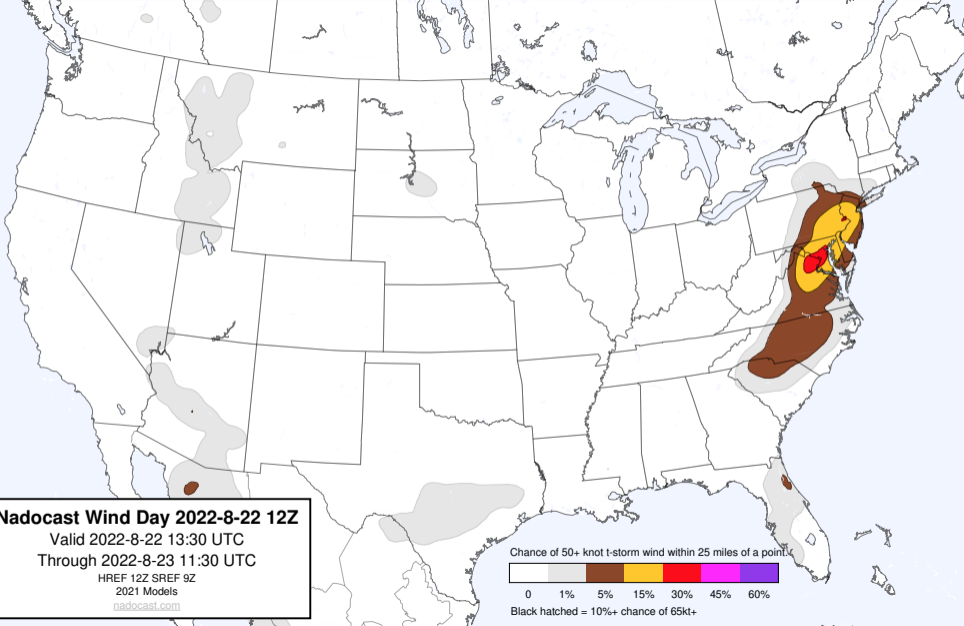 Nadocast Wind Day 2022-8-22 12Z
Valid 2022-8-22 13:30 UTC
Through 2022-8-23 11:30 UTC
HREF 12Z SREF 9Z
2021 Models
nadocast.com
Chance of 50+ knot t-storm wind within 25 miles of a point.
0 1% 5% 15% 30% 45% 60%
Black hatched = 10%+ chance of 65kt+